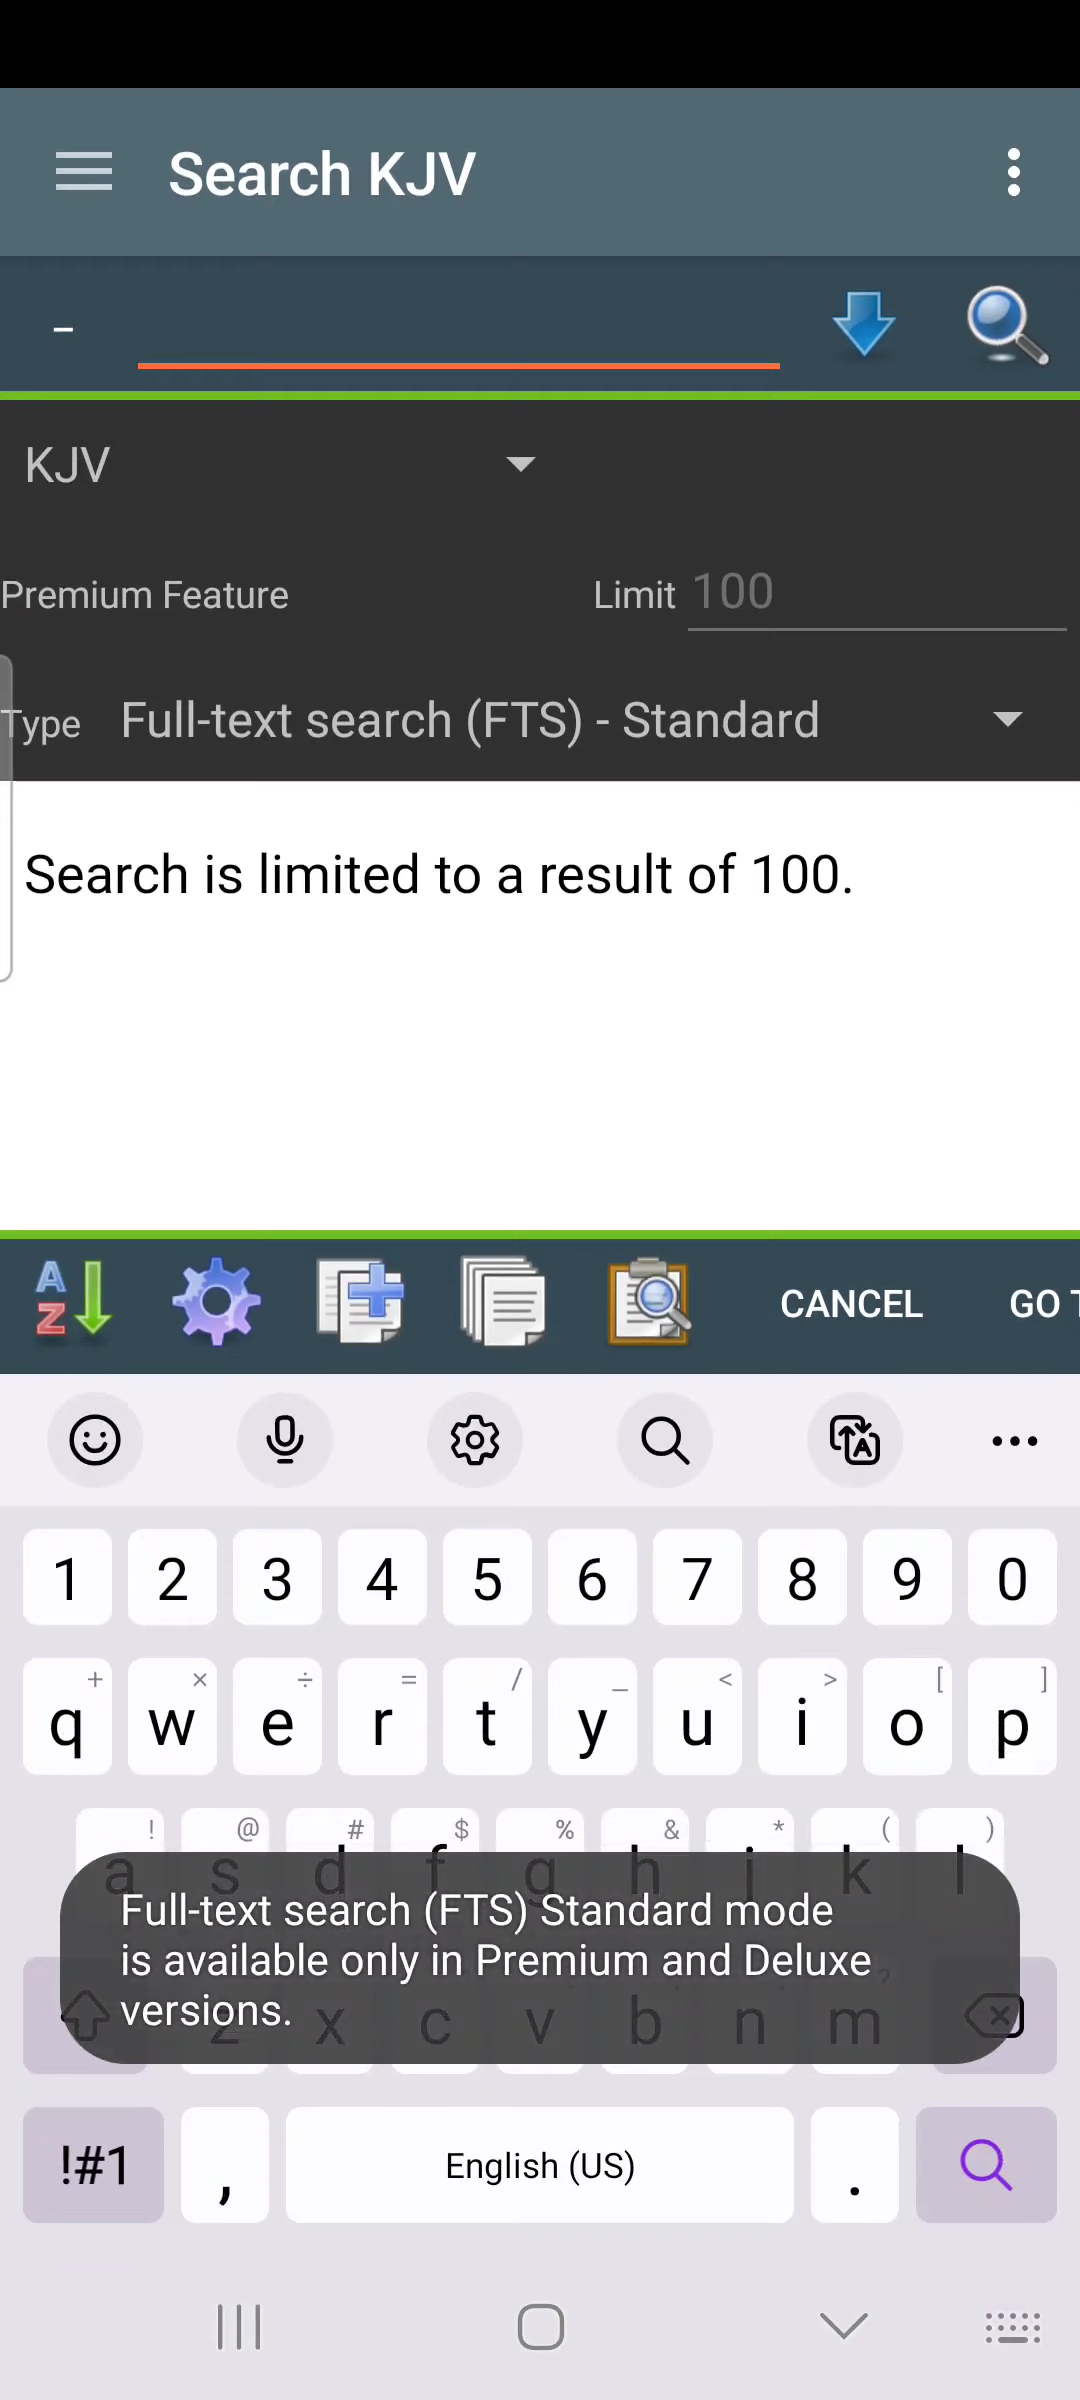 Search KJV
–
KJV
Premium Feature
Limit 100
Type Full-text search (FTS) - Standard
Search is limited to a result of 100.
A
Z
CANCEL
GO T
A
1 2 3 4 5 6 7 8 9 0
+ × ÷ = / _ < > [ ]
q w e r t y u i o p
! @ # $ % & * ( )
a s d f g h j k l
Full-text search (FTS) Standard mode
is available only in Premium and Deluxe
versions.
z x c v b n m ?
!#1 , English (US) .